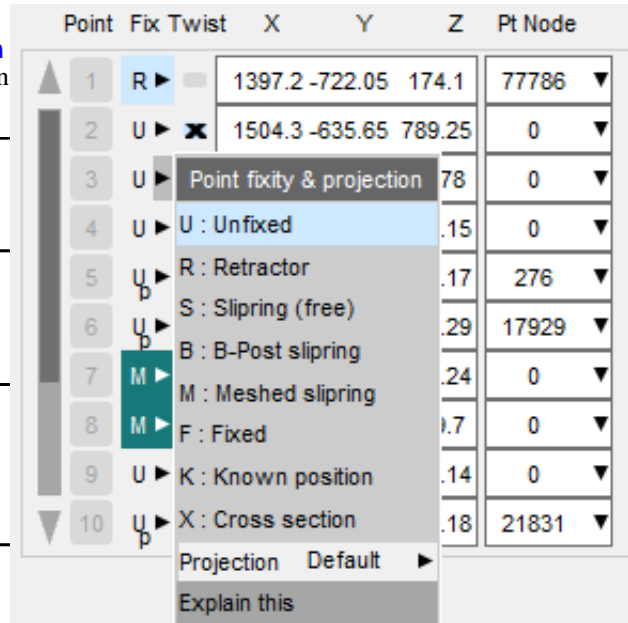 Point Fix Twist X Y Z Pt Node
1 R 1397.2 -722.05 174.1 77786
2 U x 1504.3 -635.65 789.25 0
Point fixity & projection
3 U 78 0
U : Unfixed
4 U .15 0
R : Retractor
5 Up .17 276
S : Slipring (free)
6 Up .29 17929
B : B-Post slipring
7 M .24 0
M : Meshed slipring
8 M .7 0
F : Fixed
9 U K : Known position .14 0
10 Up X : Cross section .18 21831
Projection Default
Explain this